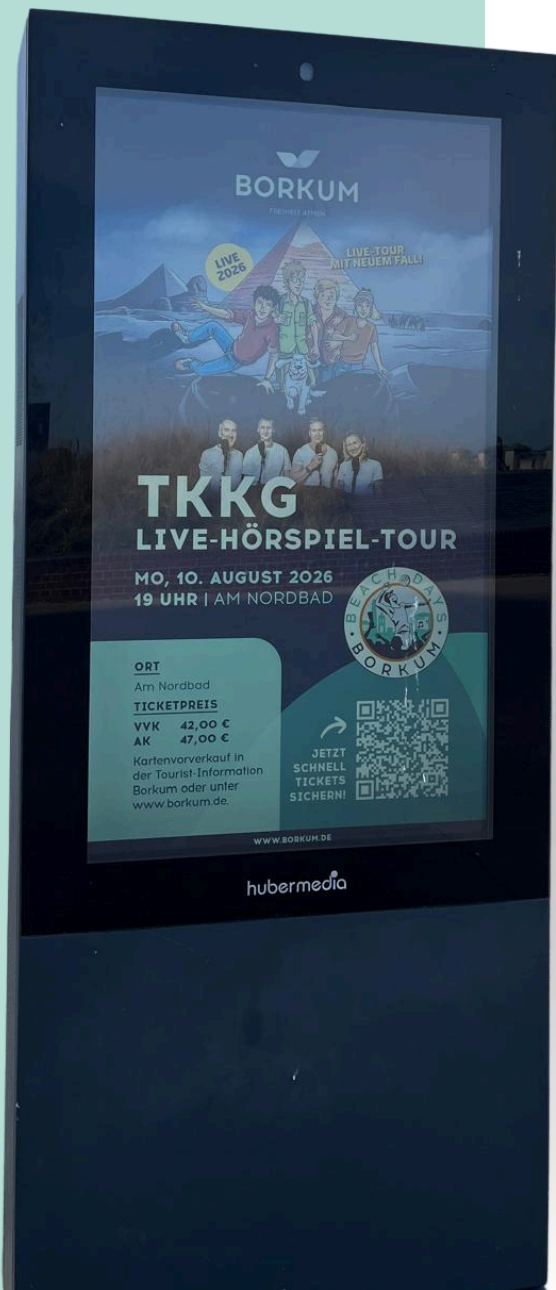 BORKUM
FREIHEIT ATMEN
LIVE
2026
LIVE-TOUR
MIT NEUEM FALL!
TKKG
LIVE-HÖRSPIEL-TOUR
MO, 10. AUGUST 2026
19 UHR | AM NORDBAD
BEACH DAYS
BORKUM
ORT
Am Nordbad
TICKETPREIS
VVK 42,00 €
AK 47,00 €
Kartenvorverkauf in
der Tourist-Information
Borkum oder unter
www.borkum.de.
JETZT
SCHNELL
TICKETS
SICHERN!
WWW.BORKUM.DE
hubermedia